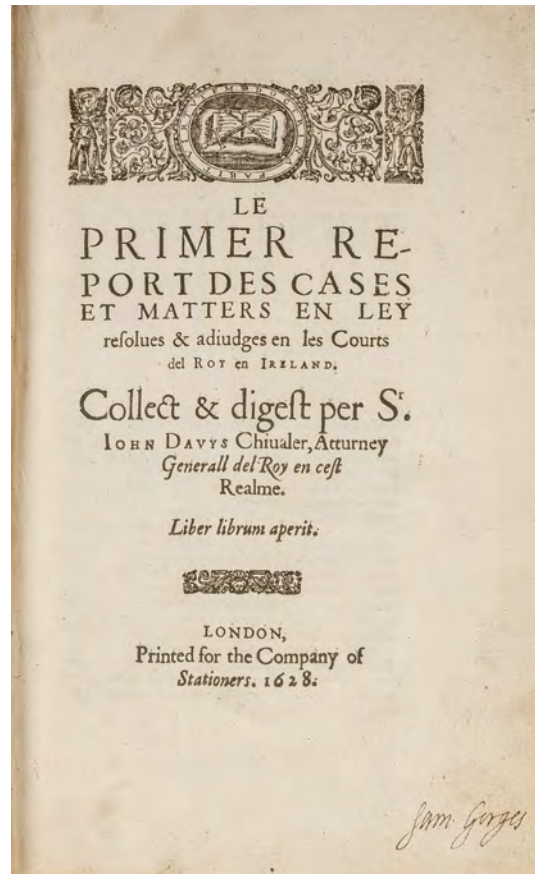 LE
PRIMER RE-
PORT DES CASES
ET MATTERS EN LEY
reſolues & adiudges en les Courts
del ROY en IRELAND.
Collect & digeſt per Sʳ.
IOHN DAVYS Chiualer, Atturney
Generall del Roy en ceſt
Realme.
Liber librum aperit.
LONDON,
Printed for the Company of
Stationers. 1628.
Sam Gorges